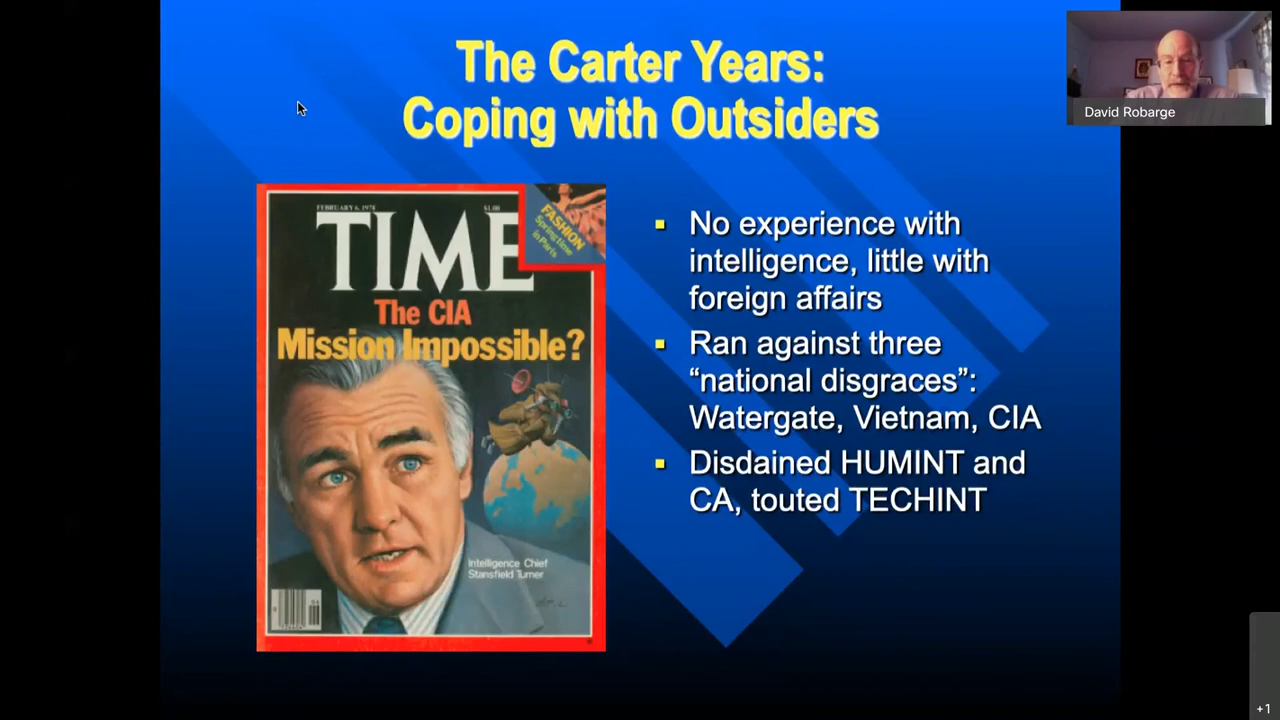 The Carter Years:
Coping with Outsiders
David Robarge
FEBRUARY 6, 1978
$1.00
TIME
FASHION
Springtime
in Paris
The CIA
Mission Impossible?
Intelligence Chief
Stansfield Turner
▪ No experience with
intelligence, little with
foreign affairs
▪ Ran against three
“national disgraces”:
Watergate, Vietnam, CIA
▪ Disdained HUMINT and
CA, touted TECHINT
+1